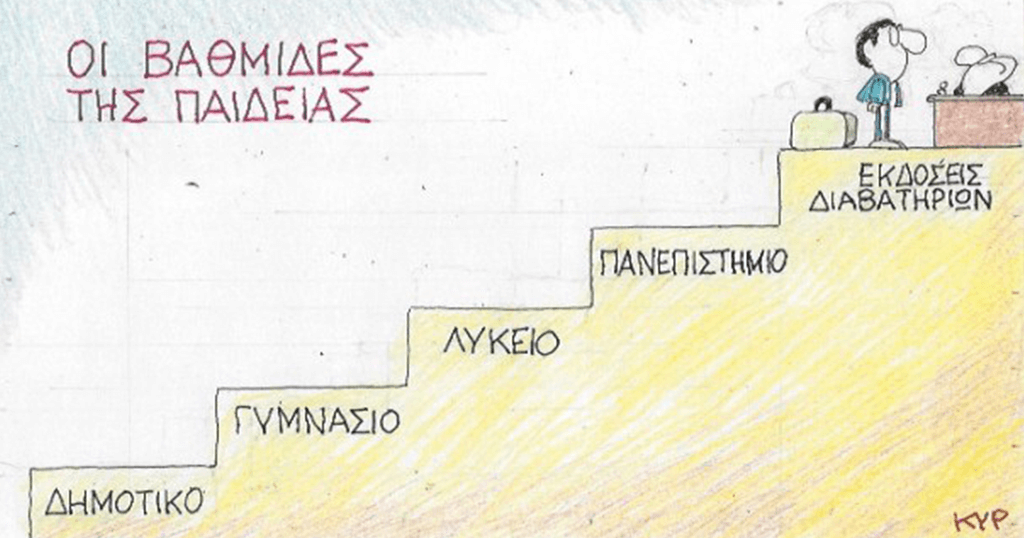 ΟΙ ΒΑΘΜΙΔΕΣ
ΤΗΣ ΠΑΙΔΕΙΑΣ
ΕΚΔΟΣΕΙΣ
ΔΙΑΒΑΤΗΡΙΩΝ
ΠΑΝΕΠΙΣΤΗΜΙΟ
ΛΥΚΕΙΟ
ΓΥΜΝΑΣΙΟ
ΔΗΜΟΤΙΚΟ
ΚΥΡ